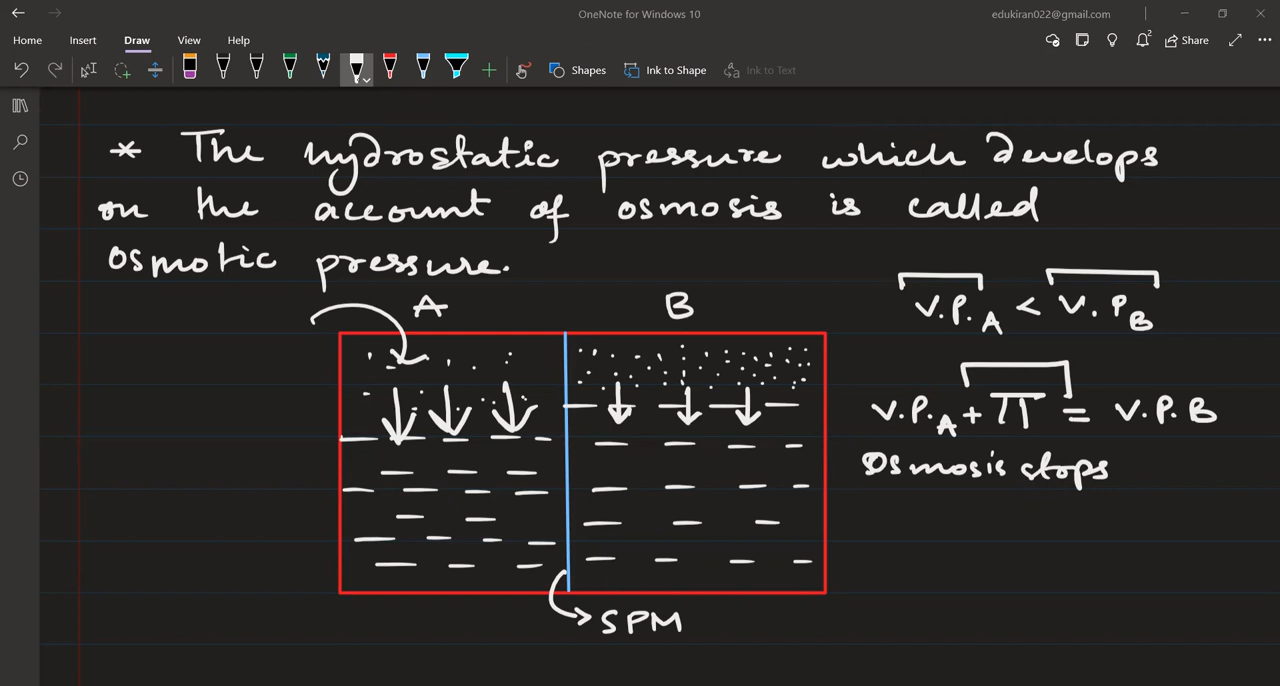 OneNote for Windows 10
edukiran022@gmail.com
Home Insert Draw View Help
Share
Shapes Ink to Shape Ink to Text
* The hydrostatic pressure which develops
on the account of osmosis is called
osmotic pressure.
A B
V.P.A < V.PB
V.P.A + π = V.P.B
Osmosis stops
SPM